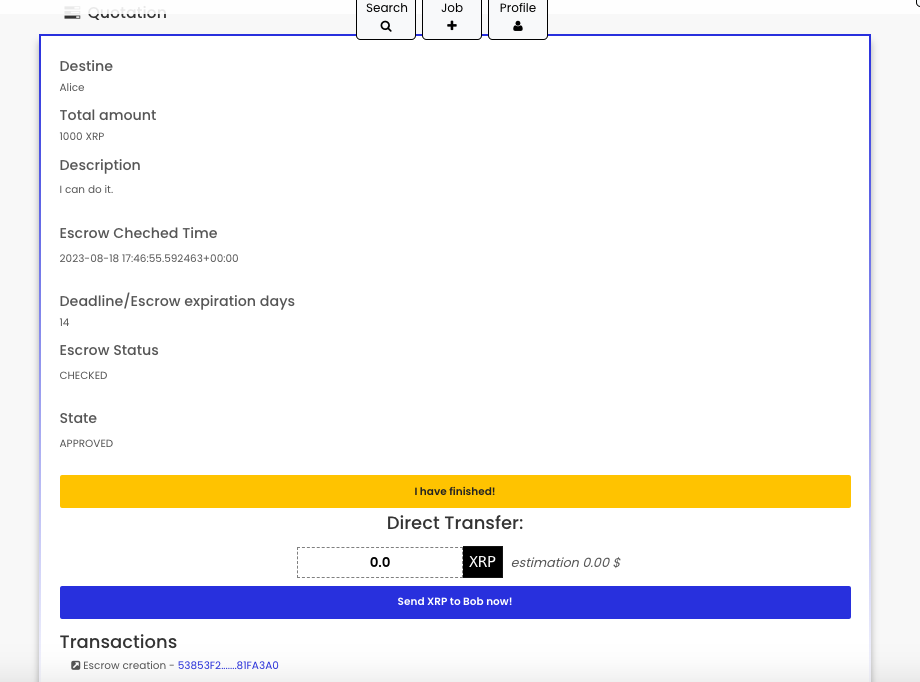 Search
Job
Profile
Quotation
Destine
Alice
Total amount
1000 XRP
Description
I can do it.
Escrow Cheched Time
2023-08-18 17:46:55.592463+00:00
Deadline/Escrow expiration days
14
Escrow Status
CHECKED
State
APPROVED
I have finished!
Direct Transfer:
0.0 XRP estimation 0.00 $
Send XRP to Bob now!
Transactions
Escrow creation - 53853F2.......81FA3A0